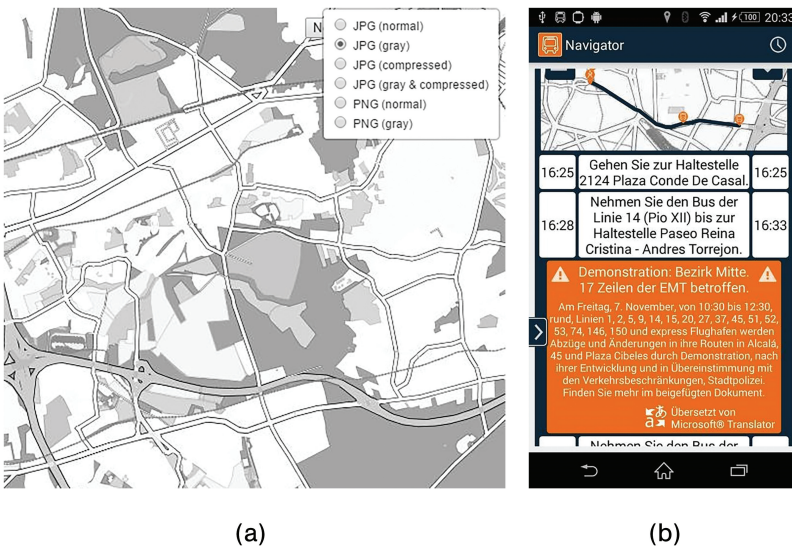 N
JPG (normal)
JPG (gray)
JPG (compressed)
JPG (gray & compressed)
PNG (normal)
PNG (gray)
(a)
100 20:33
Navigator
16:25
Gehen Sie zur Haltestelle
2124 Plaza Conde De Casal.
16:25
16:28
Nehmen Sie den Bus der
Linie 14 (Pio XII) bis zur
Haltestelle Paseo Reina
Cristina - Andres Torrejon.
16:33
Demonstration: Bezirk Mitte.
17 Zeilen der EMT betroffen.
Am Freitag, 7. November, von 10:30 bis 12:30,
rund, Linien 1, 2, 5, 9, 14, 15, 20, 27, 37, 45, 51, 52,
53, 74, 146, 150 und express Flughafen werden
Abzüge und Änderungen in ihre Routen in Alcalá,
45 und Plaza Cibeles durch Demonstration, nach
ihrer Entwicklung und in Übereinstimmung mit
den Verkehrsbeschränkungen, Stadtpolizei.
Finden Sie mehr im beigefügten Dokument.
Übersetzt von
Microsoft® Translator
Nehmen Sie den Bus der
(b)